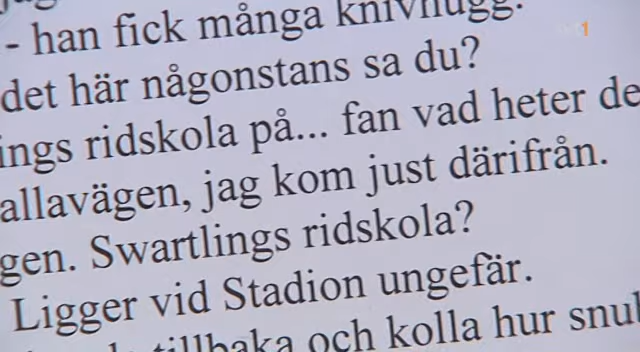 - han fick många knivhugg.
det här någonstans sa du?
ings ridskola på... fan vad heter de
allavägen, jag kom just därifrån.
gen. Swartlings ridskola?
Ligger vid Stadion ungefär.
tillbaka och kolla hur snul